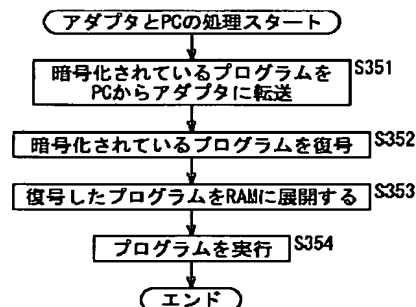 アダプタとPCの処理スタート
暗号化されているプログラムを
PCからアダプタに転送
S351
暗号化されているプログラムを復号
S352
復号したプログラムをRAMに展開する
S353
プログラムを実行
S354
エンド